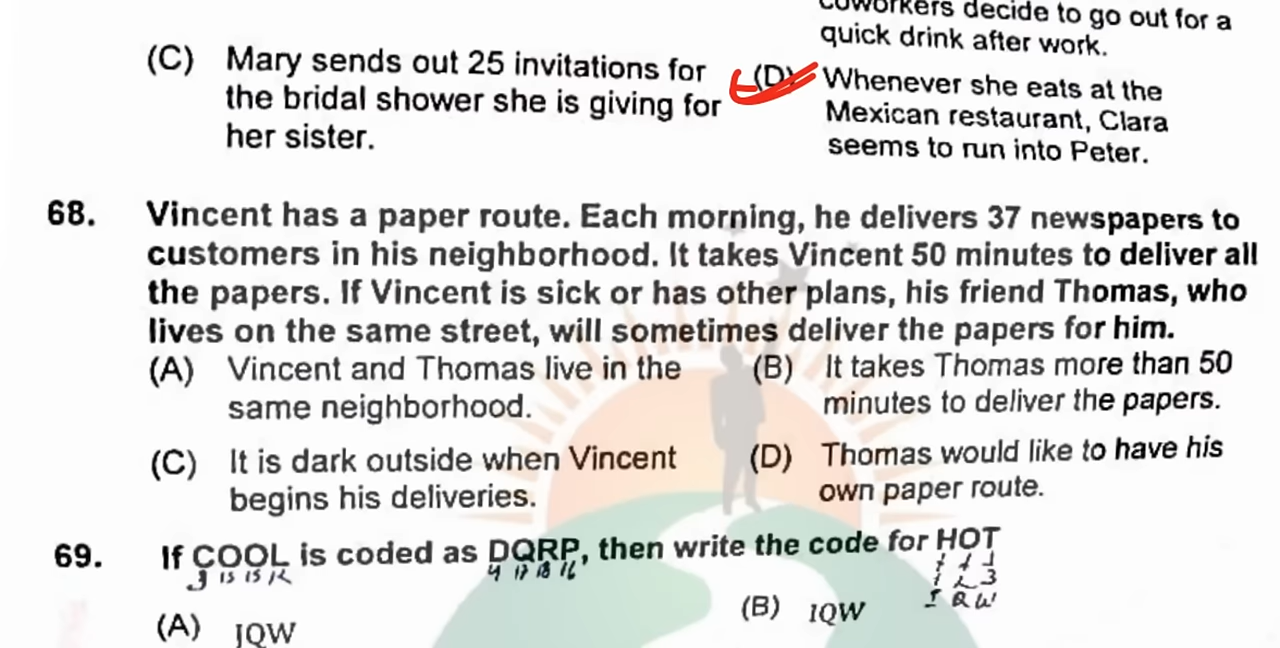 coworkers decide to go out for a
quick drink after work.
(C) Mary sends out 25 invitations for
the bridal shower she is giving for
her sister.
(D) Whenever she eats at the
Mexican restaurant, Clara
seems to run into Peter.
68. Vincent has a paper route. Each morning, he delivers 37 newspapers to
customers in his neighborhood. It takes Vincent 50 minutes to deliver all
the papers. If Vincent is sick or has other plans, his friend Thomas, who
lives on the same street, will sometimes deliver the papers for him.
(A) Vincent and Thomas live in the
same neighborhood.
(B) It takes Thomas more than 50
minutes to deliver the papers.
(C) It is dark outside when Vincent
begins his deliveries.
(D) Thomas would like to have his
own paper route.
69. If COOL is coded as DQRP, then write the code for HOT
3 15 15 12
4 17 18 16
1 2 3
I Q W
(A) JQW
(B) IQW